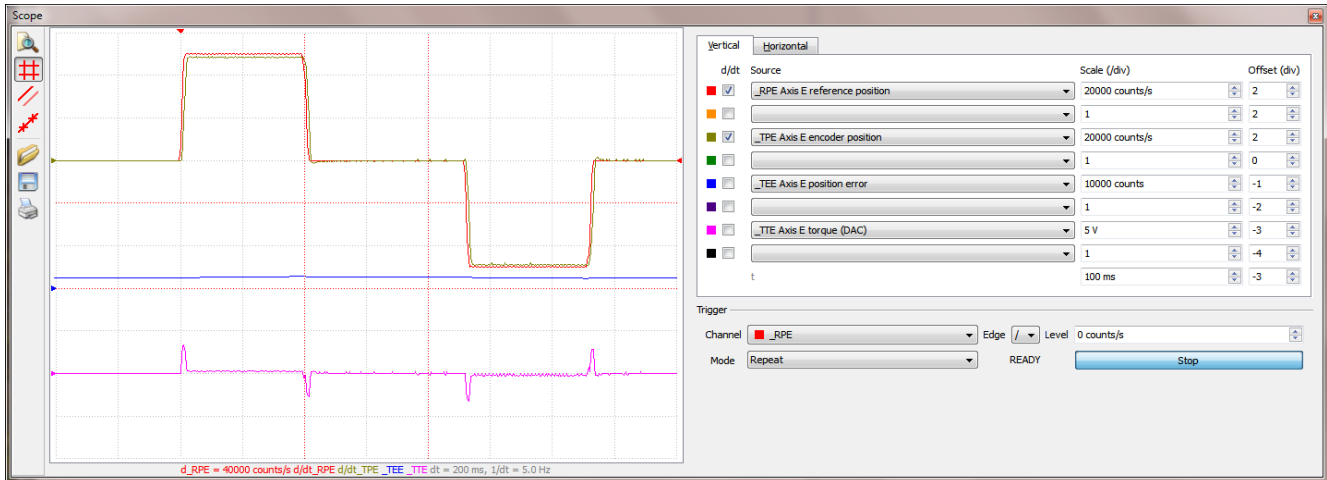 Scope
Vertical Horizontal
d/dt Source Scale (/div) Offset (div)
_RPE Axis E reference position 20000 counts/s 2
1 2
_TPE Axis E encoder position 20000 counts/s 2
1 0
_TEE Axis E position error 10000 counts -1
1 -2
_TTE Axis E torque (DAC) 5 V -3
1 -4
t 100 ms -3
Trigger
Channel _RPE Edge / Level 0 counts/s
Mode Repeat READY Stop
d_RPE = 40000 counts/s d/dt_RPE d/dt_TPE _TEE _TTE dt = 200 ms, 1/dt = 5.0 Hz